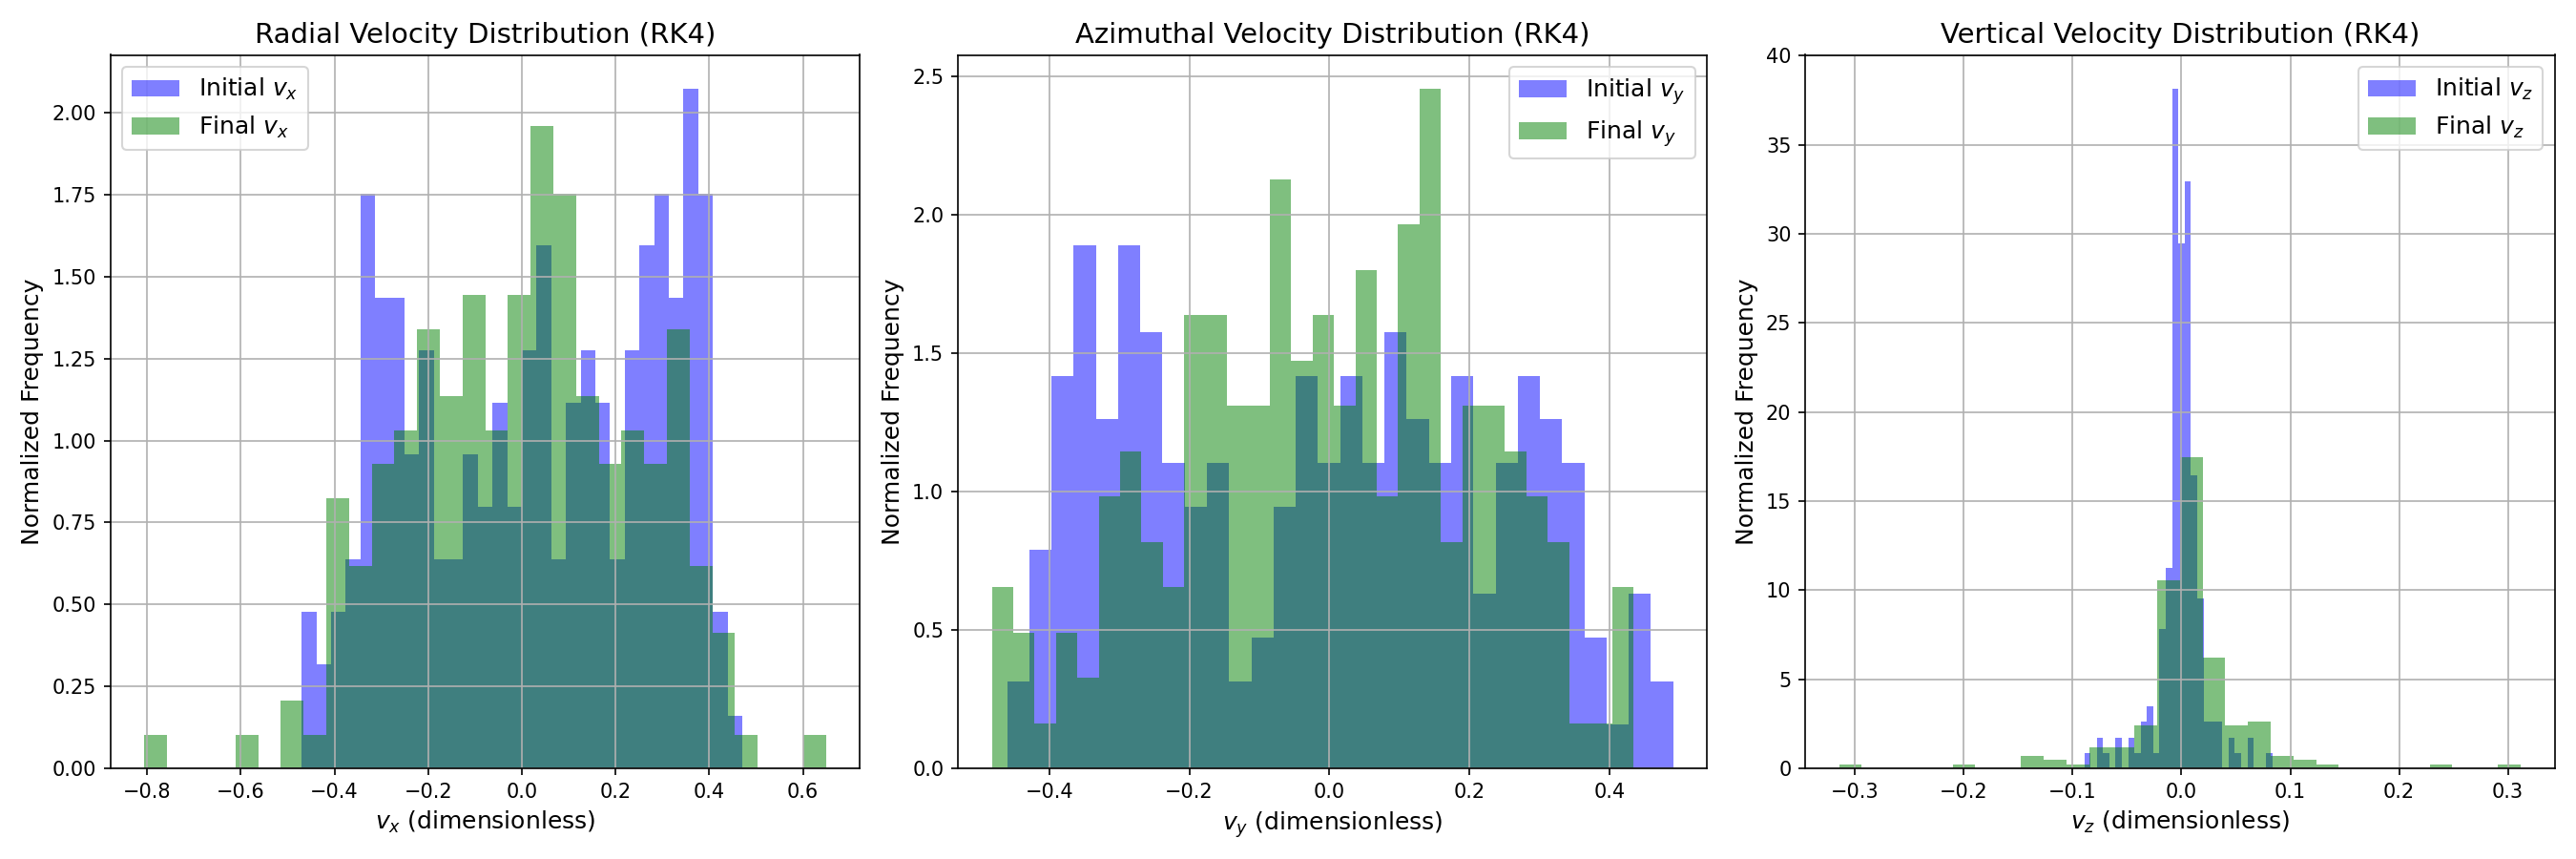 Radial Velocity Distribution (RK4)
Initial v_x
Final v_x
Normalized Frequency
2.00
1.75
1.50
1.25
1.00
0.75
0.50
0.25
0.00
−0.8 −0.6 −0.4 −0.2 0.0 0.2 0.4 0.6
v_x (dimensionless)
Azimuthal Velocity Distribution (RK4)
Initial v_y
Final v_y
Normalized Frequency
2.5
2.0
1.5
1.0
0.5
0.0
−0.4 −0.2 0.0 0.2 0.4
v_y (dimensionless)
Vertical Velocity Distribution (RK4)
Initial v_z
Final v_z
Normalized Frequency
40
35
30
25
20
15
10
5
0
−0.3 −0.2 −0.1 0.0 0.1 0.2 0.3
v_z (dimensionless)